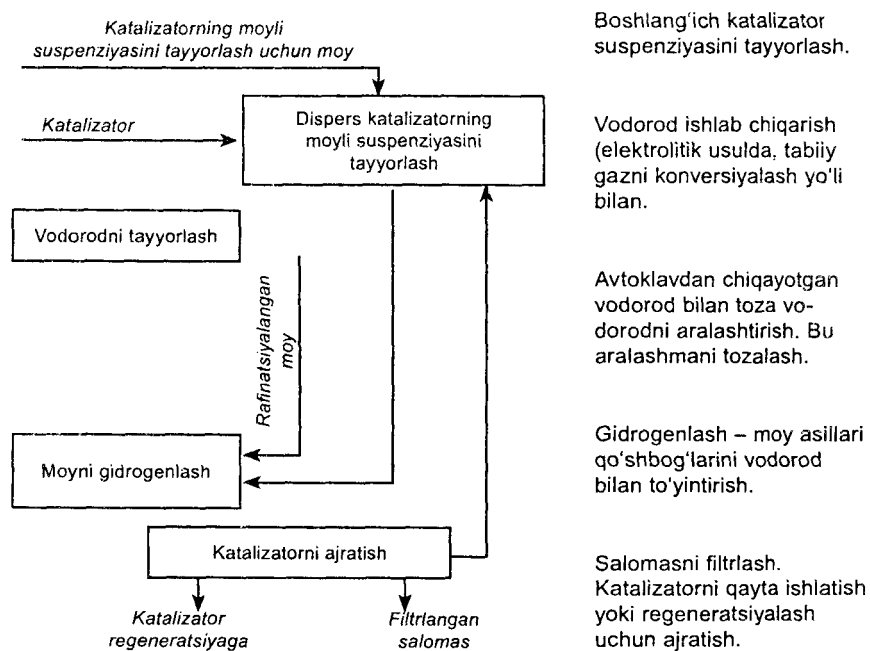 Katalizatorning moyli
suspenziyasini tayyorlash uchun moy
Katalizator
Dispers katalizatorning
moyli suspenziyasini
tayyorlash
Vodorodni tayyorlash
Rafinatsiyalangan
moy
Moyni gidrogenlash
Katalizatorni ajratish
Katalizator
regeneratsiyaga
Filtrlangan
salomas
Boshlang‘ich katalizator
suspenziyasini tayyorlash.
Vodorod ishlab chiqarish
(elektrolitik usulda, tabiiy
gazni konversiyalash yo'li
bilan.
Avtoklavdan chiqayotgan
vodorod bilan toza vo-
dorodni aralashtirish. Bu
aralashmani tozalash.
Gidrogenlash – moy asillari
qo‘shbog‘larini vodorod
bilan to'yintirish.
Salomasni filtrlash.
Katalizatorni qayta ishlatish
yoki regeneratsiyalash
uchun ajratish.